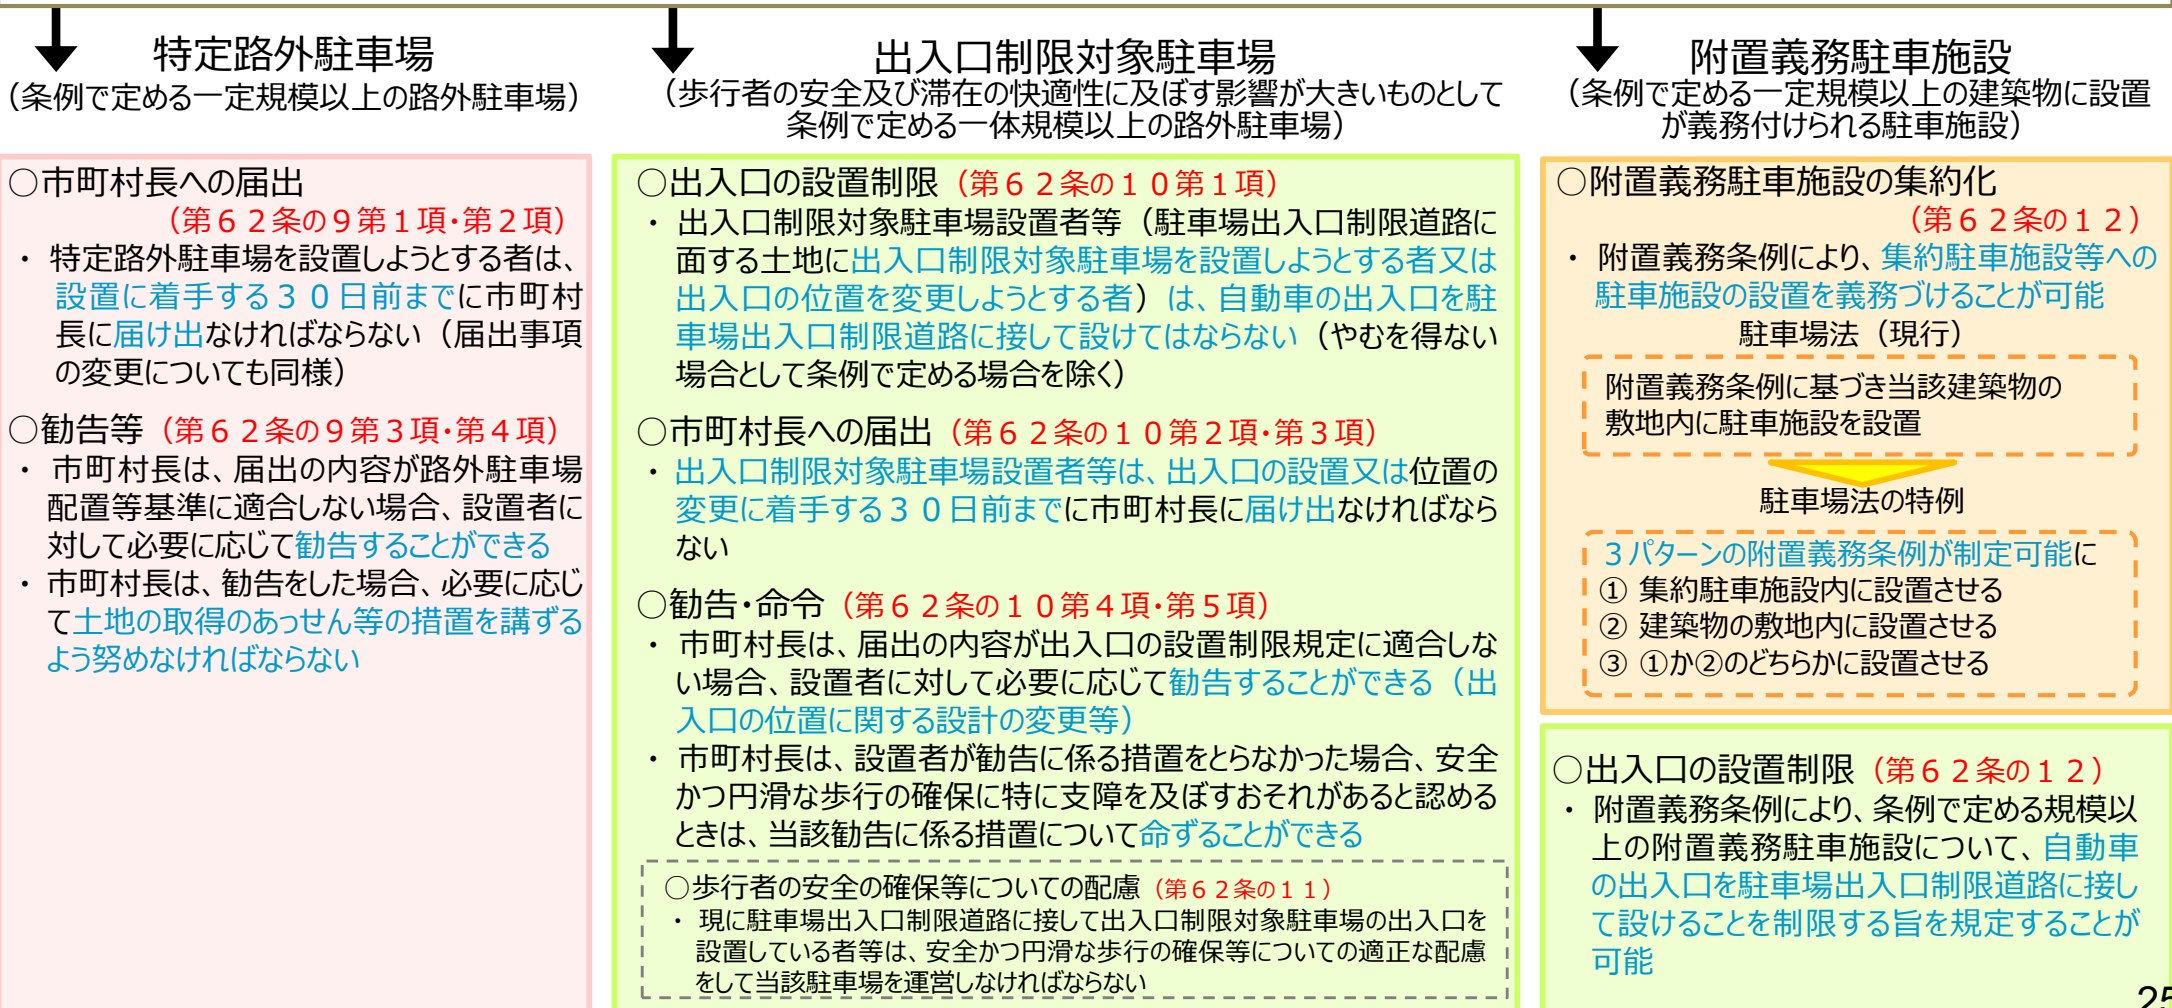 特定路外駐車場
（条例で定める一定規模以上の路外駐車場）
○市町村長への届出
（第６２条の９第１項・第２項）
・ 特定路外駐車場を設置しようとする者は、
設置に着手する３０日前までに市町村
長に届け出なければならない（届出事項
の変更についても同様）
○勧告等（第６２条の９第３項・第４項）
・ 市町村長は、届出の内容が路外駐車場
配置等基準に適合しない場合、設置者に
対して必要に応じて勧告することができる
・ 市町村長は、勧告をした場合、必要に応じ
て土地の取得のあっせん等の措置を講ずる
よう努めなければならない
出入口制限対象駐車場
（歩行者の安全及び滞在の快適性に及ぼす影響が大きいものとして
条例で定める一体規模以上の路外駐車場）
○出入口の設置制限（第６２条の１０第１項）
・ 出入口制限対象駐車場設置者等（駐車場出入口制限道路に
面する土地に出入口制限対象駐車場を設置しようとする者又は
出入口の位置を変更しようとする者）は、自動車の出入口を駐
車場出入口制限道路に接して設けてはならない（やむを得ない
場合として条例で定める場合を除く）
○市町村長への届出（第６２条の１０第２項・第３項）
・ 出入口制限対象駐車場設置者等は、出入口の設置又は位置の
変更に着手する３０日前までに市町村長に届け出なければなら
ない
○勧告・命令（第６２条の１０第４項・第５項）
・ 市町村長は、届出の内容が出入口の設置制限規定に適合しな
い場合、設置者に対して必要に応じて勧告することができる（出
入口の位置に関する設計の変更等）
・ 市町村長は、設置者が勧告に係る措置をとらなかった場合、安全
かつ円滑な歩行の確保に特に支障を及ぼすおそれがあると認める
ときは、当該勧告に係る措置について命ずることができる
○歩行者の安全の確保等についての配慮（第６２条の１１）
・ 現に駐車場出入口制限道路に接して出入口制限対象駐車場の出入口を
設置している者等は、安全かつ円滑な歩行の確保等についての適正な配慮
をして当該駐車場を運営しなければならない
附置義務駐車施設
（条例で定める一定規模以上の建築物に設置
が義務付けられる駐車施設）
○附置義務駐車施設の集約化
（第６２条の１２）
・ 附置義務条例により、集約駐車施設等への
駐車施設の設置を義務づけることが可能
駐車場法（現行）
附置義務条例に基づき当該建築物の
敷地内に駐車施設を設置
駐車場法の特例
３パターンの附置義務条例が制定可能に
① 集約駐車施設内に設置させる
② 建築物の敷地内に設置させる
③ ①か②のどちらかに設置させる
○出入口の設置制限（第６２条の１２）
・ 附置義務条例により、条例で定める規模以
上の附置義務駐車施設について、自動車
の出入口を駐車場出入口制限道路に接し
て設けることを制限する旨を規定することが
可能
25